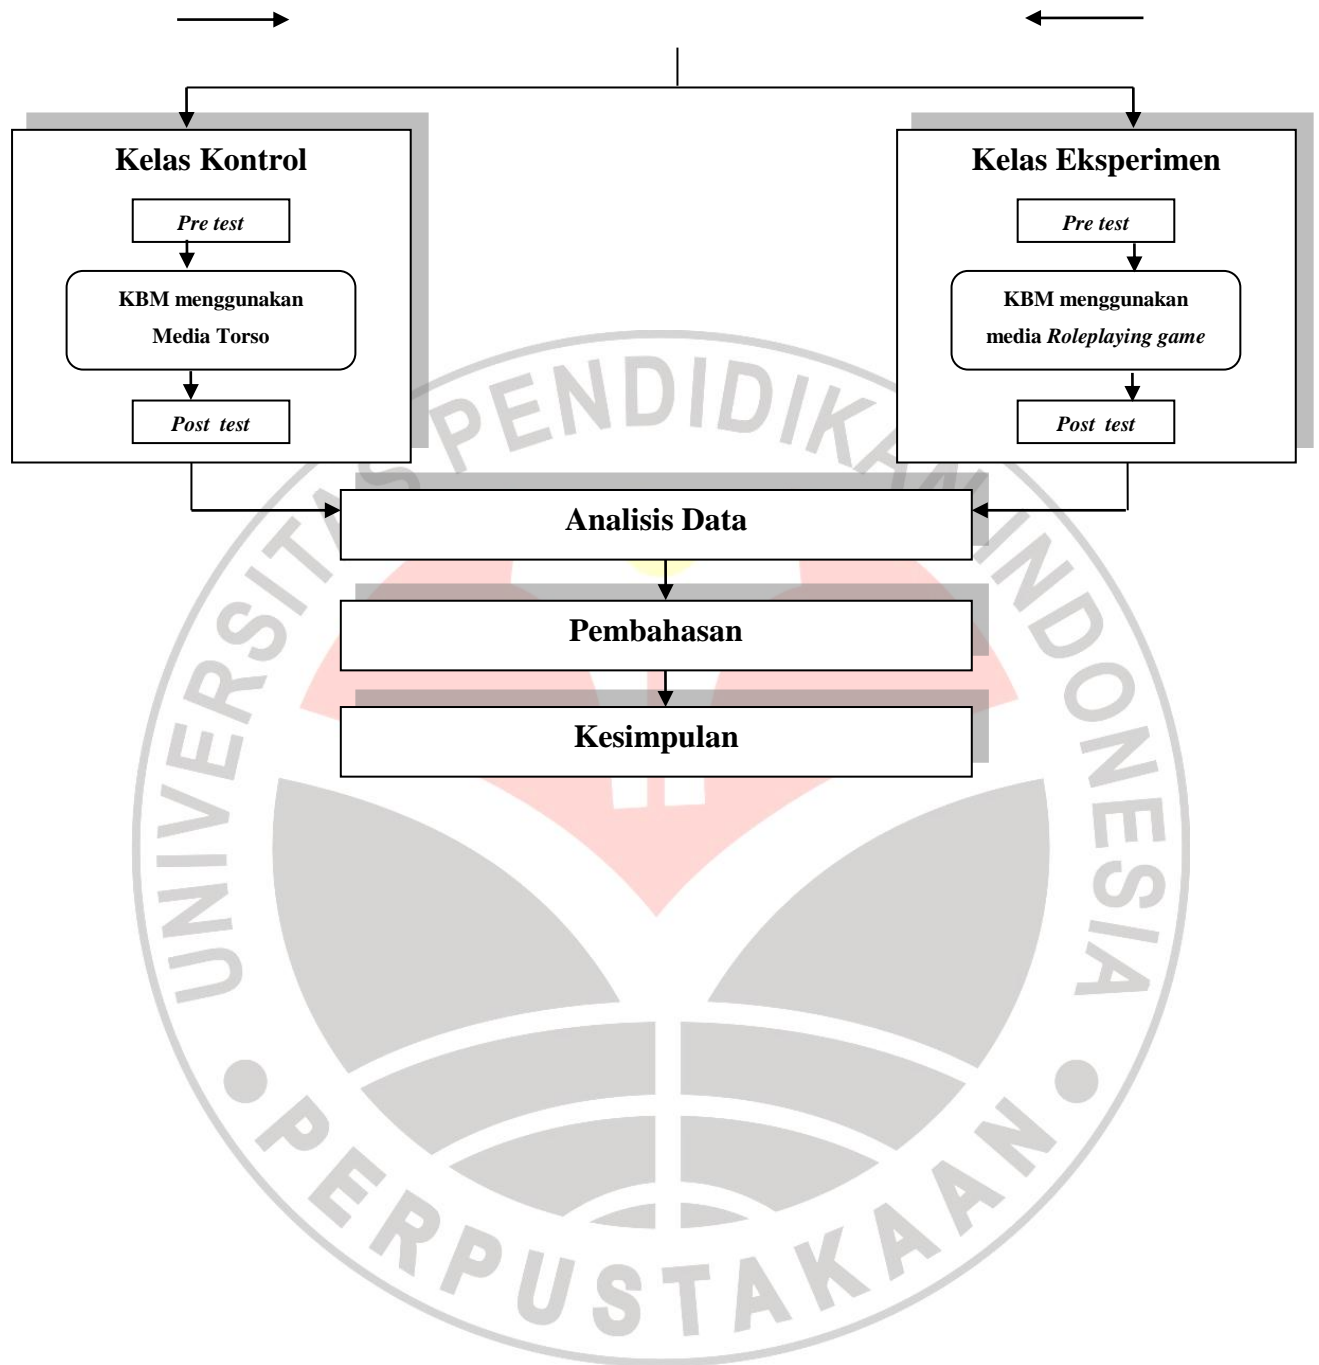 Kelas Kontrol
Pre test
KBM menggunakan
Media Torso
Post test
Kelas Eksperimen
Pre test
KBM menggunakan
media Roleplaying game
Post test
Analisis Data
Pembahasan
Kesimpulan
UNIVERSITAS PENDIDIKAN INDONESIA
PERPUSTAKAAN